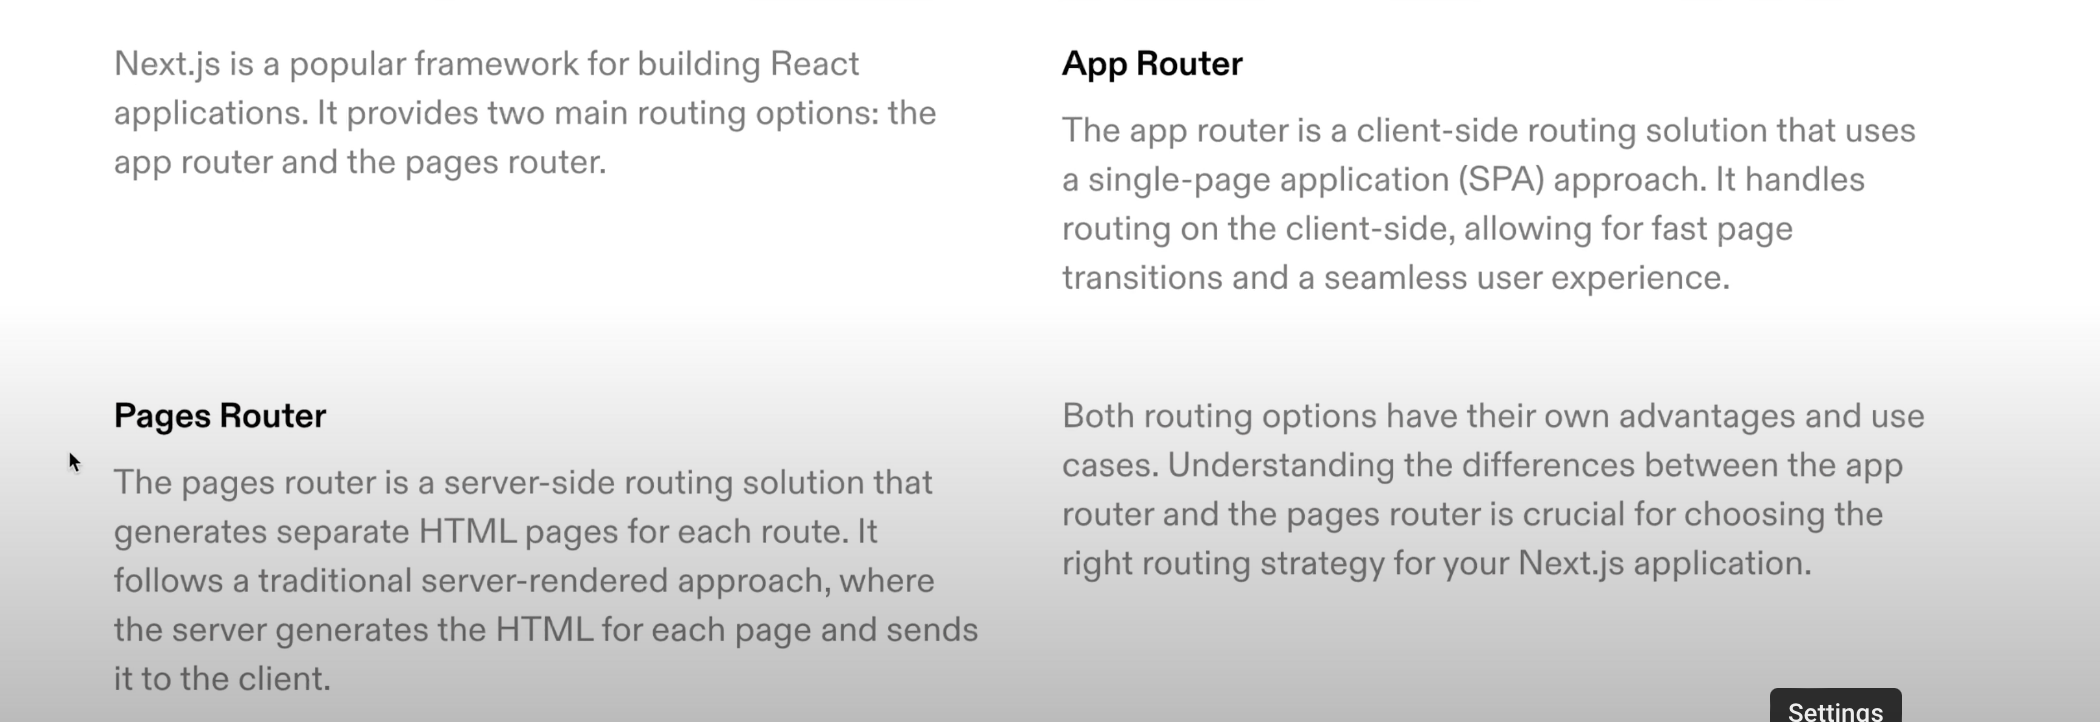 Next.js is a popular framework for building React
applications. It provides two main routing options: the
app router and the pages router.
App Router
The app router is a client-side routing solution that uses
a single-page application (SPA) approach. It handles
routing on the client-side, allowing for fast page
transitions and a seamless user experience.
Pages Router
The pages router is a server-side routing solution that
generates separate HTML pages for each route. It
follows a traditional server-rendered approach, where
the server generates the HTML for each page and sends
it to the client.
Both routing options have their own advantages and use
cases. Understanding the differences between the app
router and the pages router is crucial for choosing the
right routing strategy for your Next.js application.
Settings